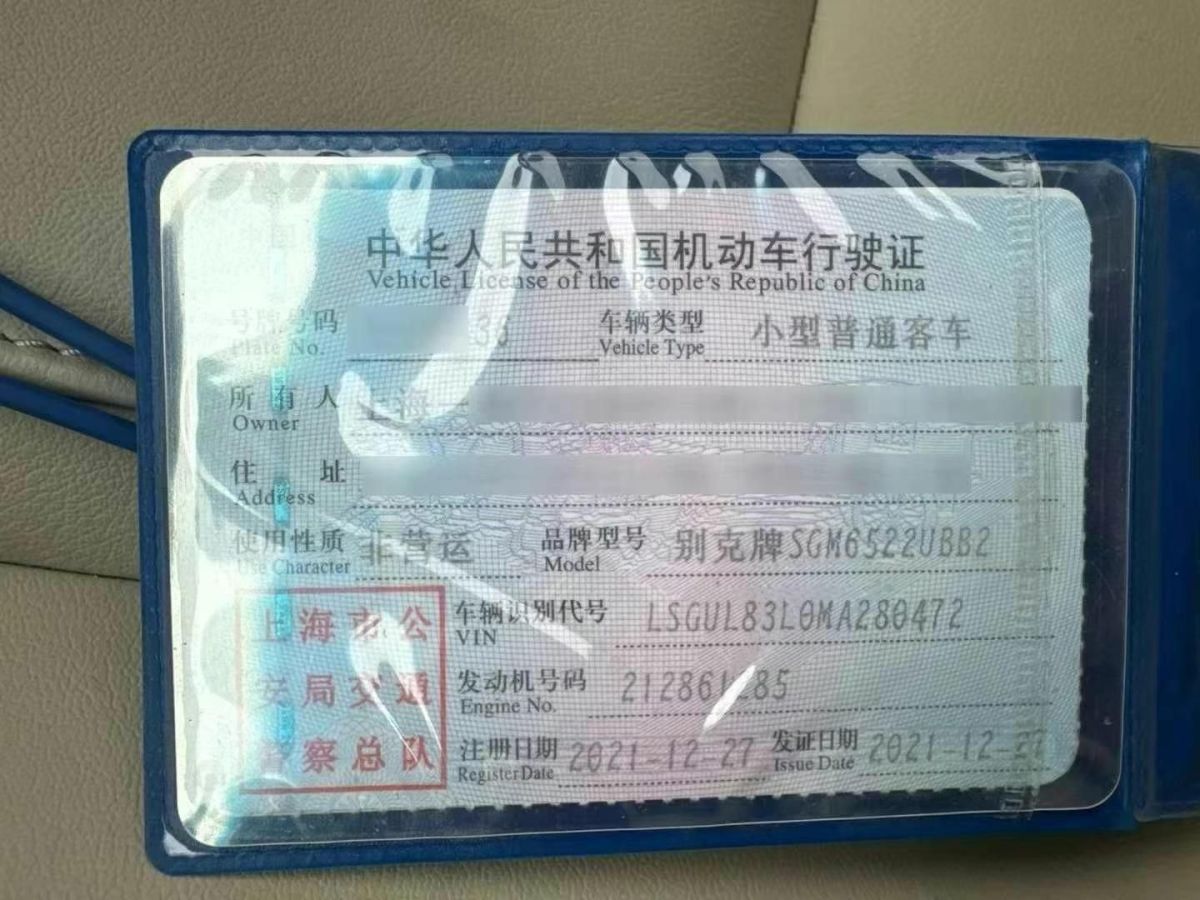 中华人民共和国机动车行驶证
Vehicle License of the People's Republic of China
号牌号码 36 车辆类型 小型普通客车
Plate No. Vehicle Type
所有人 上海
Owner
住址
Address
使用性质 非营运 品牌型号 别克牌SGM6522UBB2
Use Character Model
上海市公
安局交通
警察总队
车辆识别代号 LSGUL83L0MA280472
VIN
发动机号码
Engine No.
注册日期 2021-12-27 发证日期 2021-12-27
Register Date Issue Date